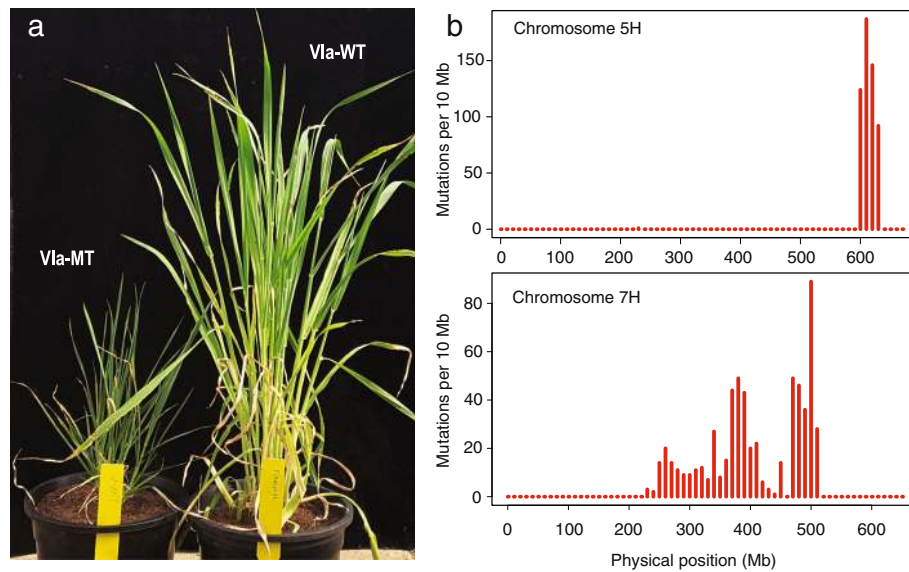 a
Vla-WT
Vla-MT
b
Chromosome 5H
Mutations per 10 Mb
150
100
50
0
0 100 200 300 400 500 600
Chromosome 7H
Mutations per 10 Mb
80
60
40
20
0
0 100 200 300 400 500 600
Physical position (Mb)